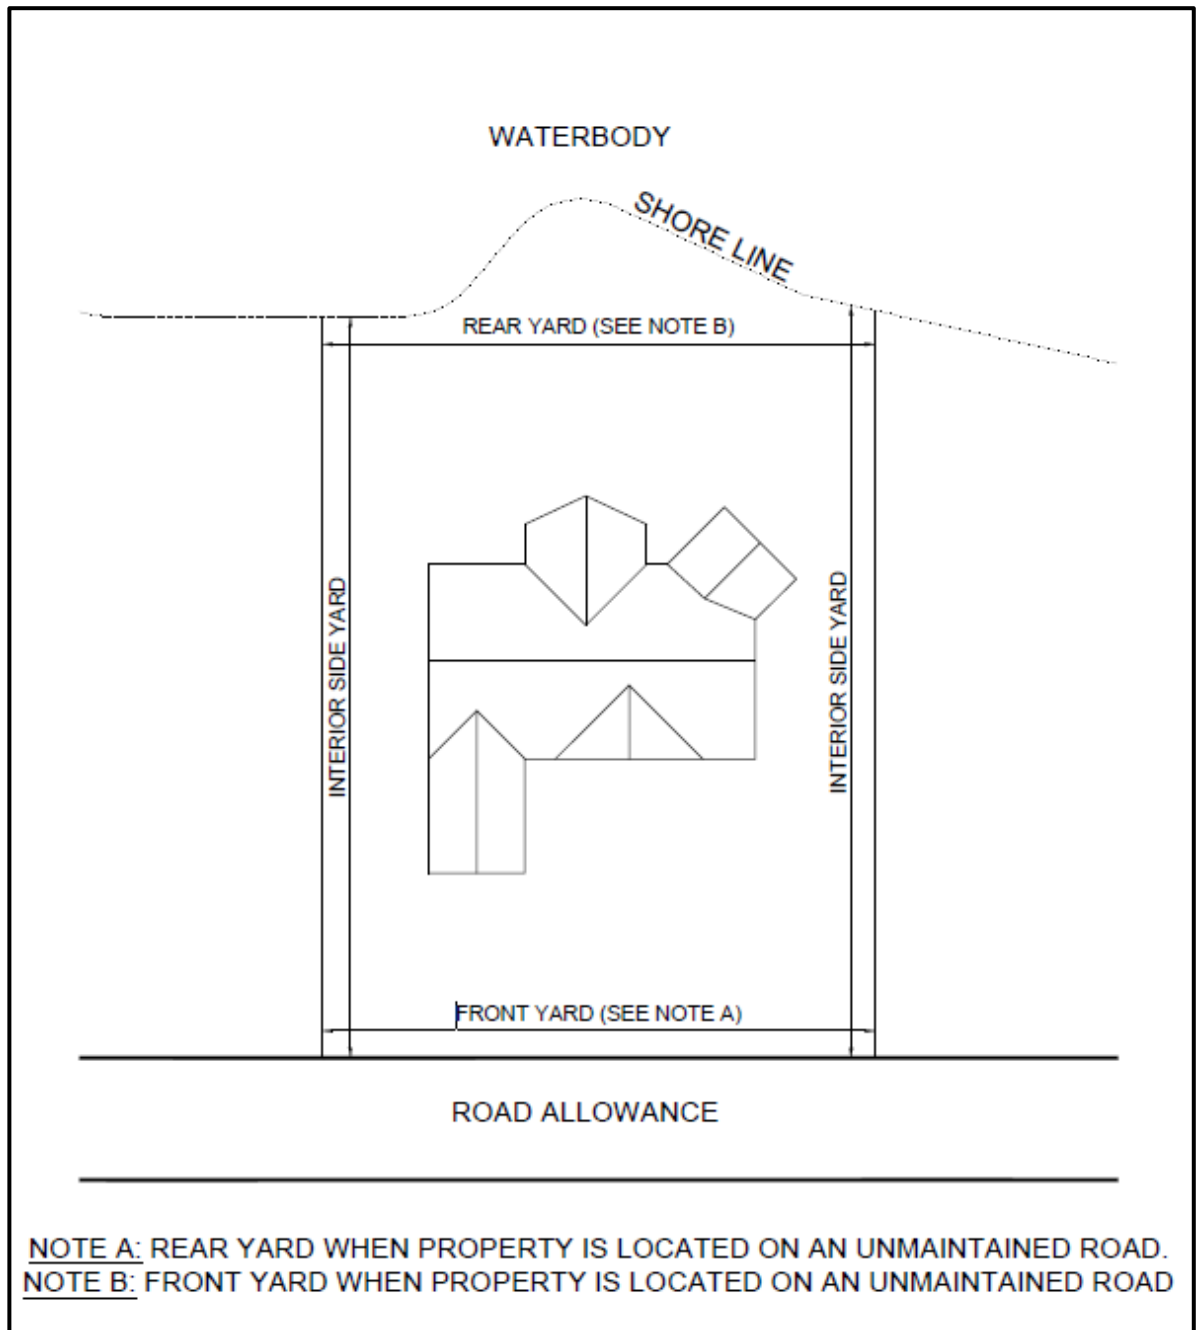 WATERBODY
SHORE LINE
REAR YARD (SEE NOTE B)
INTERIOR SIDE YARD
INTERIOR SIDE YARD
FRONT YARD (SEE NOTE A)
ROAD ALLOWANCE
NOTE A: REAR YARD WHEN PROPERTY IS LOCATED ON AN UNMAINTAINED ROAD.
NOTE B: FRONT YARD WHEN PROPERTY IS LOCATED ON AN UNMAINTAINED ROAD